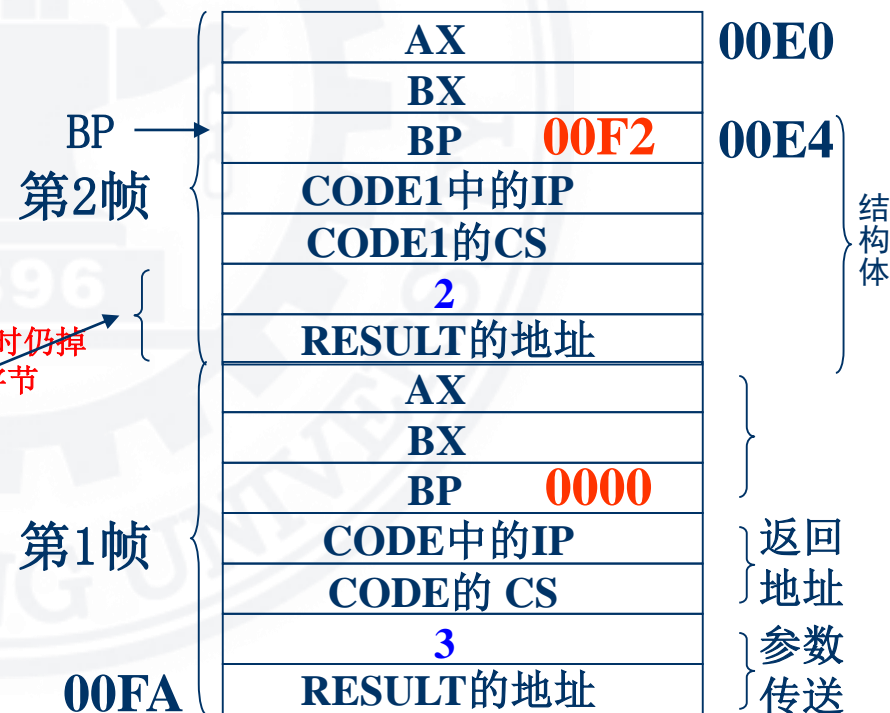 AX 00E0
BX
BP BP 00F2 00E4
第2帧
CODE1中的IP
CODE1的CS
结构体
2
时仍掉
RESULT的地址
字节
AX
BX
BP 0000
第1帧
CODE中的IP
返回
CODE的 CS
地址
3
参数
00FA RESULT的地址
传送